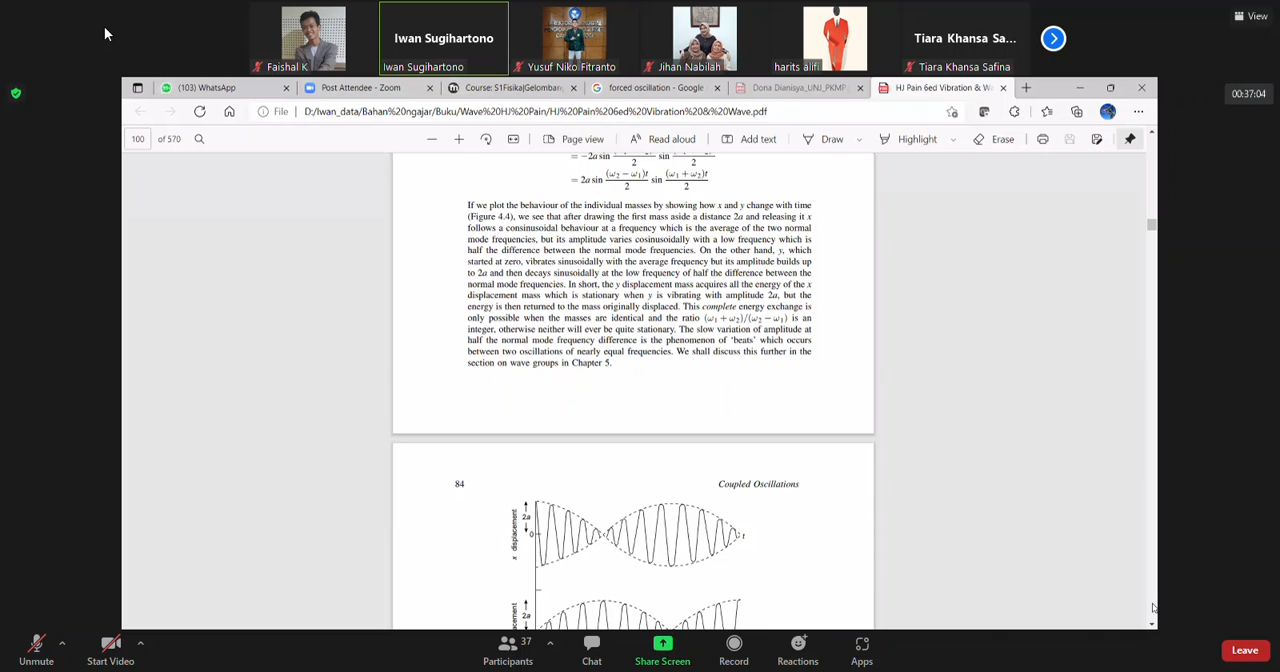 View
Iwan Sugihartono
Tiara Khansa Sa...
Faishal K
Iwan Sugihartono
Yusuf Niko Fitranto
Jihan Nabilah
harits alifi
Tiara Khansa Safina
00:37:04
(103) WhatsApp
Post Attendee - Zoom
Course: S1Fisika|Gelomban
forced oscillation - Google
Dona Dianisya_UNJ_PKMP
HJ Pain 6ed Vibration & Wa
File
D:/Iwan_data/Bahan%20ngajar/Buku/Wave%20HJ%20Pain/HJ%20Pain%206ed%20Vibration%20&%20Wave.pdf
100 of 570
Page view
Read aloud
Add text
Draw
Highlight
Erase
= 2a sin (ω2 − ω1)t/2 sin (ω1 + ω2)t/2
If we plot the behaviour of the individual masses by showing how x and y change with time
(Figure 4.4), we see that after drawing the first mass aside a distance 2a and releasing it x
follows a consinusoidal behaviour at a frequency which is the average of the two normal
mode frequencies, but its amplitude varies cosinusoidally with a low frequency which is
half the difference between the normal mode frequencies. On the other hand, y, which
started at zero, vibrates sinusoidally with the average frequency but its amplitude builds up
to 2a and then decays sinusoidally at the low frequency of half the difference between the
normal mode frequencies. In short, the y displacement mass acquires all the energy of the x
displacement mass which is stationary when y is vibrating with amplitude 2a, but the
energy is then returned to the mass originally displaced. This complete energy exchange is
only possible when the masses are identical and the ratio (ω1 + ω2)/(ω2 − ω1) is an
integer, otherwise neither will ever be quite stationary. The slow variation of amplitude at
half the normal mode frequency difference is the phenomenon of ‘beats’ which occurs
between two oscillations of nearly equal frequencies. We shall discuss this further in the
section on wave groups in Chapter 5.
84
Coupled Oscillations
x displacement
2a
0
t
2a
Unmute
Start Video
Participants
37
Chat
Share Screen
Record
Reactions
Apps
Leave